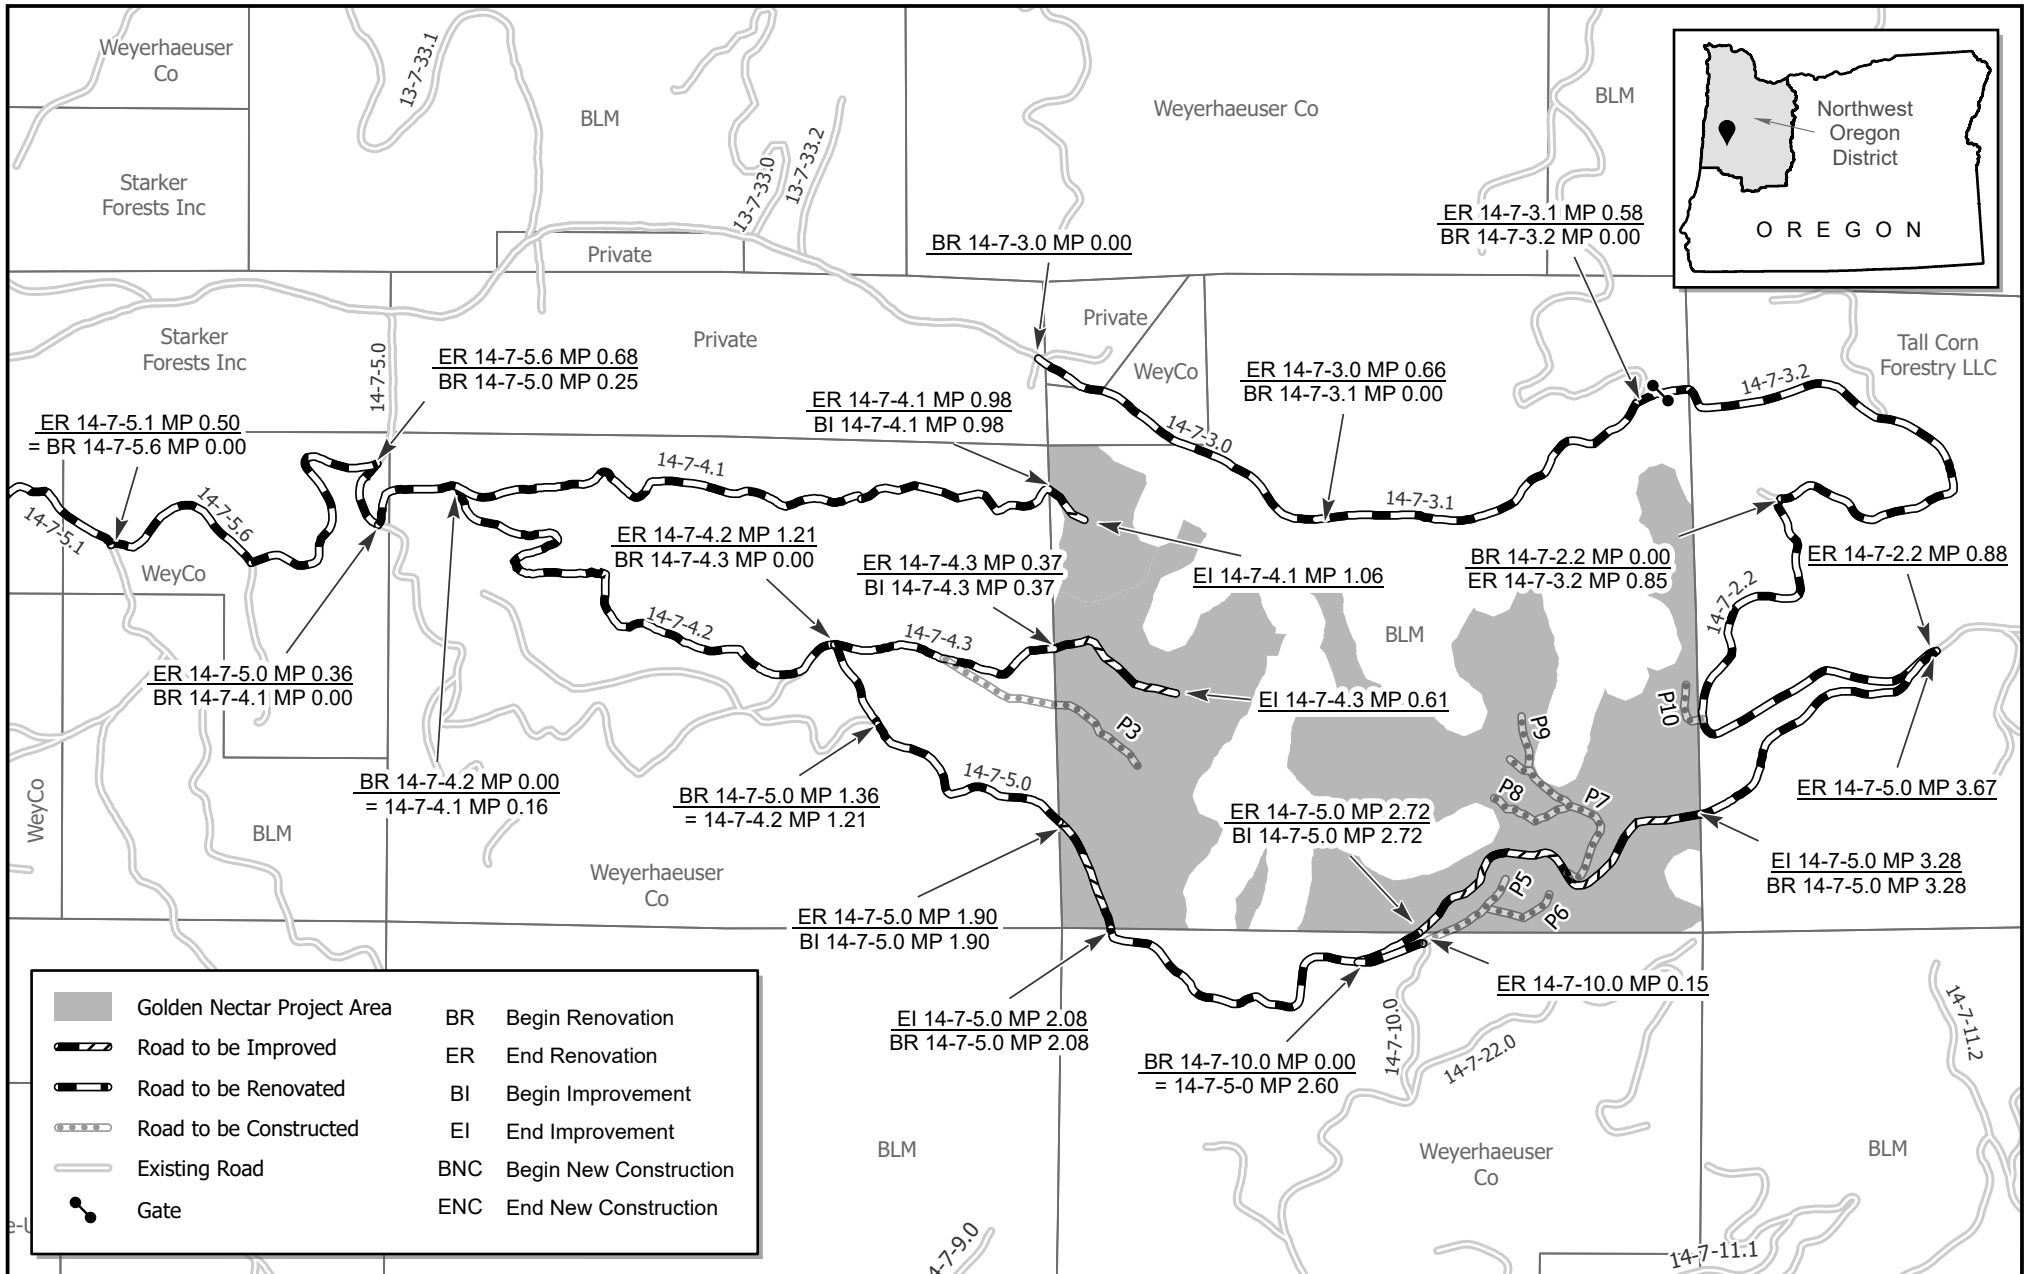 Weyerhaeuser
Co
13-7-33.1
BLM
Weyerhaeuser Co
BLM
Northwest
Oregon
District
OREGON
Starker
Forests Inc
13-7-33.0
13-7-33.2
Private
BR 14-7-3.0 MP 0.00
ER 14-7-3.1 MP 0.58
BR 14-7-3.2 MP 0.00
Starker
Forests Inc
14-7-5.0
Private
Private
WeyCo
Tall Corn
Forestry LLC
ER 14-7-5.6 MP 0.68
BR 14-7-5.0 MP 0.25
ER 14-7-4.1 MP 0.98
BI 14-7-4.1 MP 0.98
ER 14-7-3.0 MP 0.66
BR 14-7-3.1 MP 0.00
14-7-3.2
ER 14-7-5.1 MP 0.50
= BR 14-7-5.6 MP 0.00
14-7-3.0
14-7-4.1
14-7-3.1
14-7-5.1
14-7-5.6
WeyCo
ER 14-7-4.2 MP 1.21
BR 14-7-4.3 MP 0.00
ER 14-7-4.3 MP 0.37
BI 14-7-4.3 MP 0.37
EI 14-7-4.1 MP 1.06
BR 14-7-2.2 MP 0.00
ER 14-7-3.2 MP 0.85
ER 14-7-2.2 MP 0.88
14-7-2.2
14-7-4.2
14-7-4.3
BLM
ER 14-7-5.0 MP 0.36
BR 14-7-4.1 MP 0.00
EI 14-7-4.3 MP 0.61
P10
P3
P9
BR 14-7-4.2 MP 0.00
= 14-7-4.1 MP 0.16
BR 14-7-5.0 MP 1.36
= 14-7-4.2 MP 1.21
14-7-5.0
P8
P7
ER 14-7-5.0 MP 3.67
WeyCo
BLM
ER 14-7-5.0 MP 2.72
BI 14-7-5.0 MP 2.72
EI 14-7-5.0 MP 3.28
BR 14-7-5.0 MP 3.28
Weyerhaeuser
Co
P5
P6
ER 14-7-5.0 MP 1.90
BI 14-7-5.0 MP 1.90
ER 14-7-10.0 MP 0.15
EI 14-7-5.0 MP 2.08
BR 14-7-5.0 MP 2.08
BR 14-7-10.0 MP 0.00
= 14-7-5-0 MP 2.60
14-7-10.0
14-7-22.0
14-7-11.2
BLM
Weyerhaeuser
Co
BLM
4-7-9.0
14-7-11.1
Golden Nectar Project Area
Road to be Improved
Road to be Renovated
Road to be Constructed
Existing Road
Gate
BR Begin Renovation
ER End Renovation
BI Begin Improvement
EI End Improvement
BNC Begin New Construction
ENC End New Construction